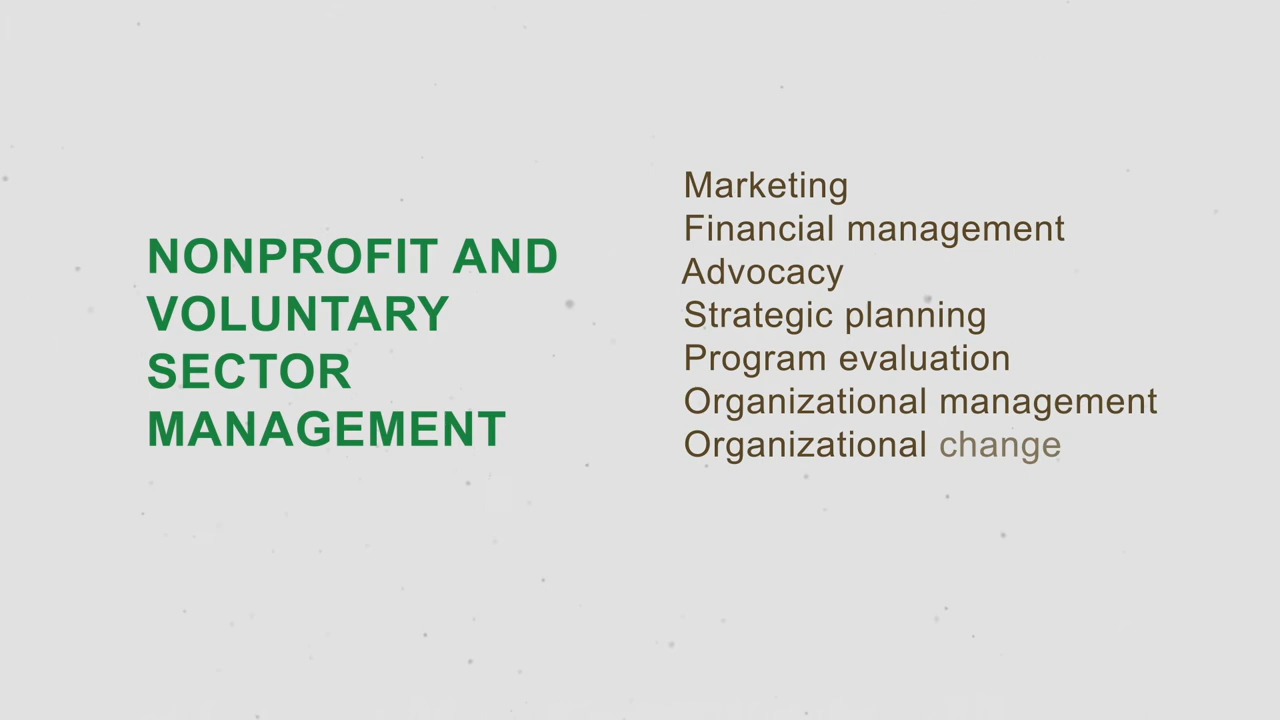 NONPROFIT AND
VOLUNTARY
SECTOR
MANAGEMENT
Marketing
Financial management
Advocacy
Strategic planning
Program evaluation
Organizational management
Organizational change